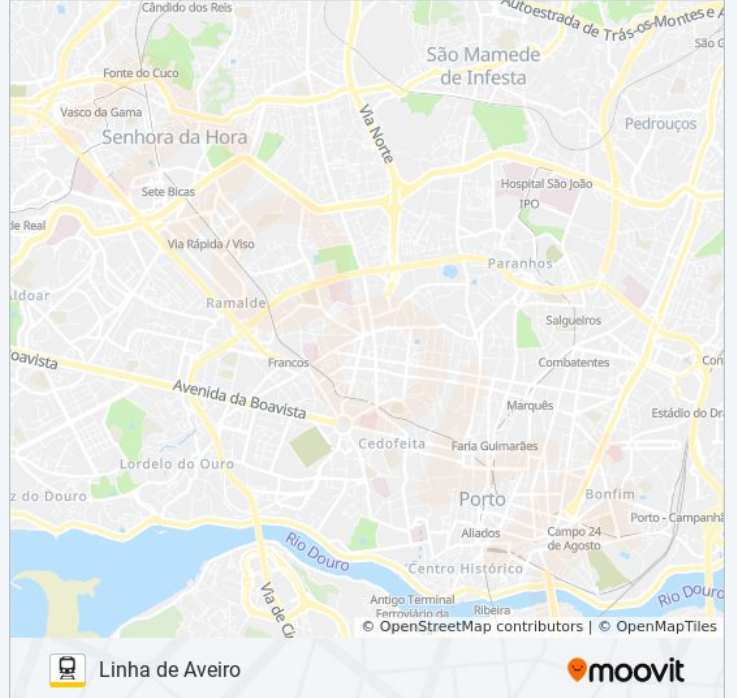 Cândido dos Reis
Autoestrada de Trás-os-Montes e A
São Mamede
de Infesta
São C
Fonte do Cuco
Vasco da Gama
Via Norte
Pedrouços
Senhora da Hora
Hospital São João
Sete Bicas
IPO
de Real
Via Rápida / Viso
Paranhos
ldoar
Ramalde
Salgueiros
oavista
Francos
Combatentes
Con
Avenida da Boavista
Marquês
Estádio do Dra
Cedofeita
Faria Guimarães
Lordelo do Ouro
z do Douro
Porto
Bonfim
Porto - Campanhã
Aliados
Campo 24
de Agosto
Rio Douro
Centro Histórico
Via de Ci
Rio Douro
Antigo Terminal
Ferroviário da
Ribeira
© OpenStreetMap contributors | © OpenMapTiles
Linha de Aveiro
moovit